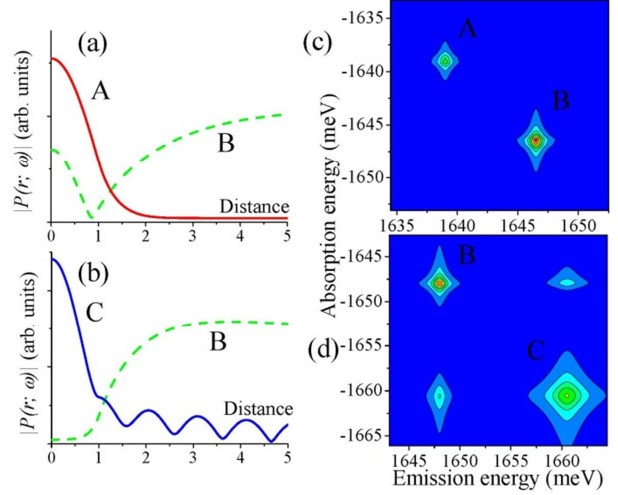 (a)
A
B
Distance
|P(r; ω)| (arb. units)
0 1 2 3 4 5
(b)
C
B
Distance
|P(r; ω)| (arb. units)
0 1 2 3 4 5
(c)
A
B
-1635
-1640
-1645
-1650
1635 1640 1645 1650
Absorption energy (meV)
B
(d)
C
-1645
-1650
-1655
-1660
-1665
1645 1650 1655 1660
Emission energy (meV)